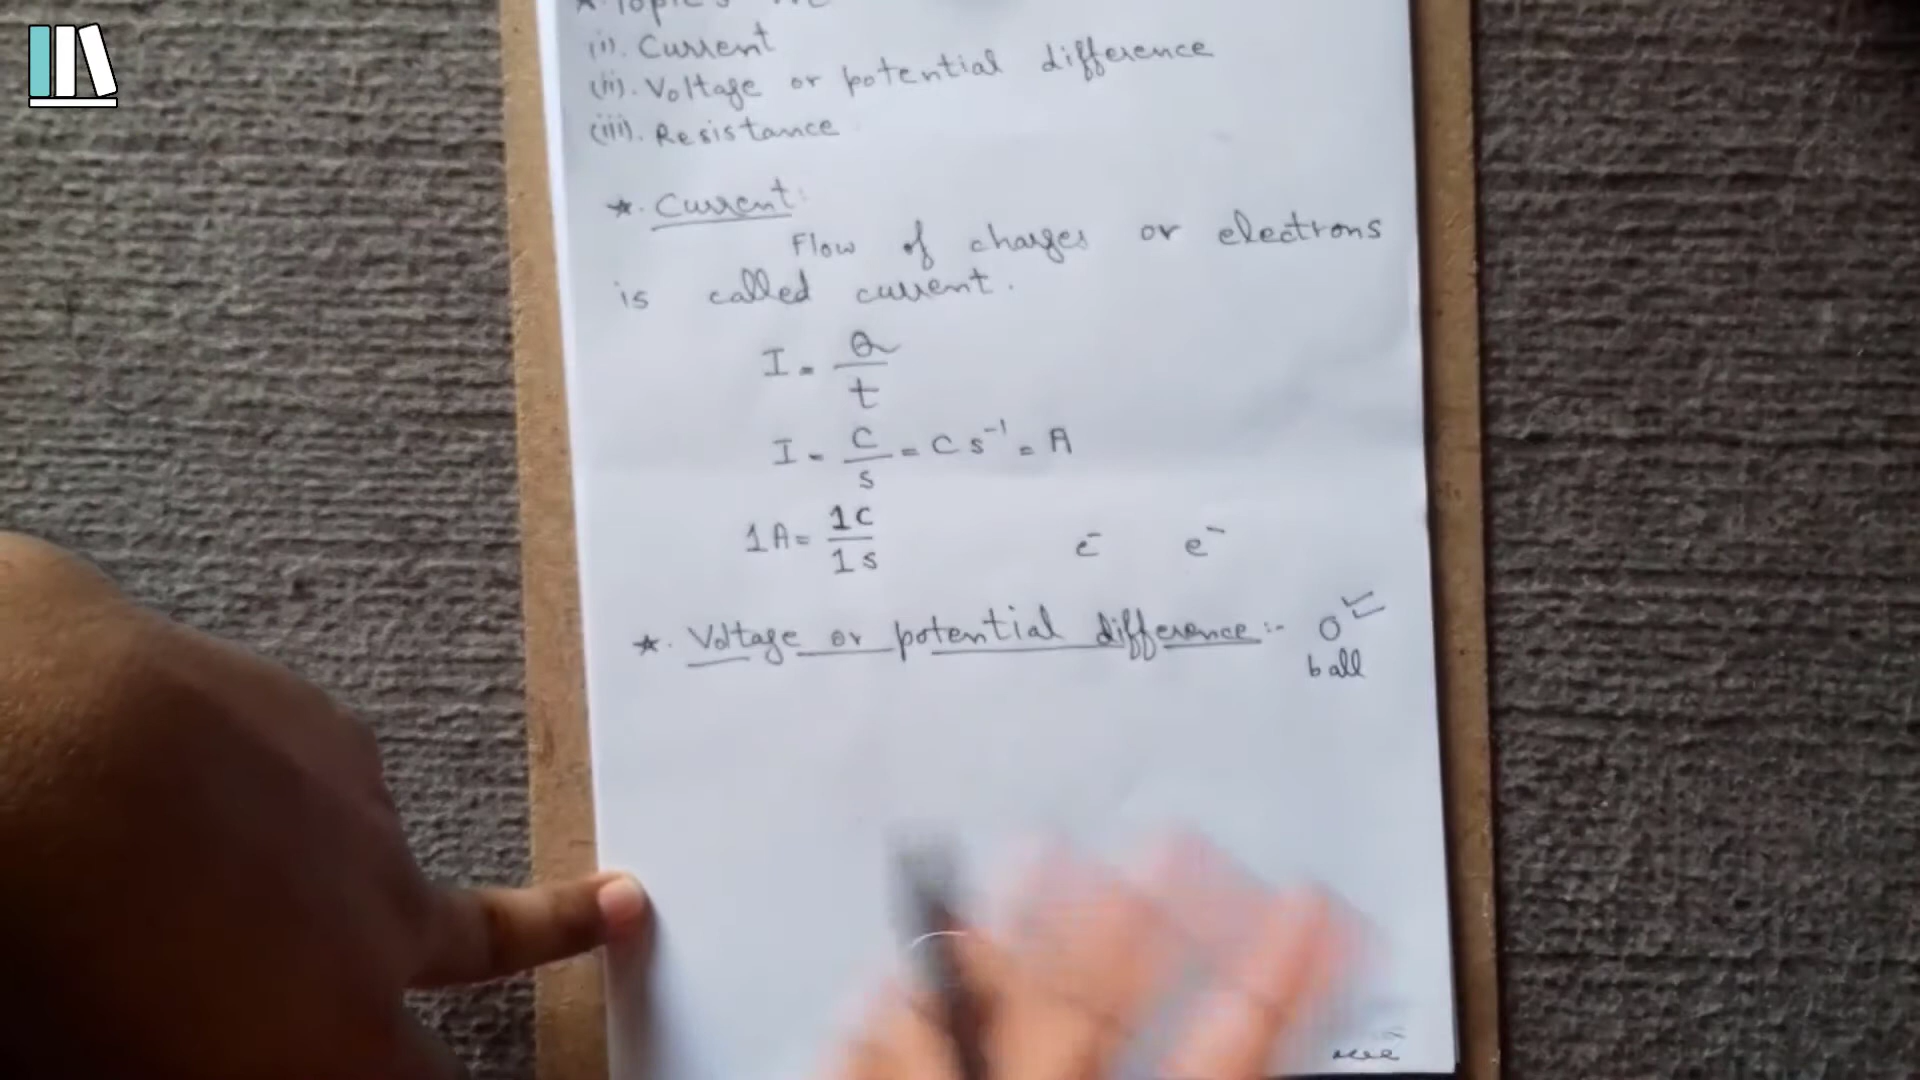 (i). Current
(ii). Voltage or potential difference
(iii). Resistance
★. Current:
Flow of charges or electrons
is called current.
I = Q/t
I = C/s = C s⁻¹ = A
1A = 1C/1s
e⁻ e⁻
★. Voltage or potential difference:- 0
ball